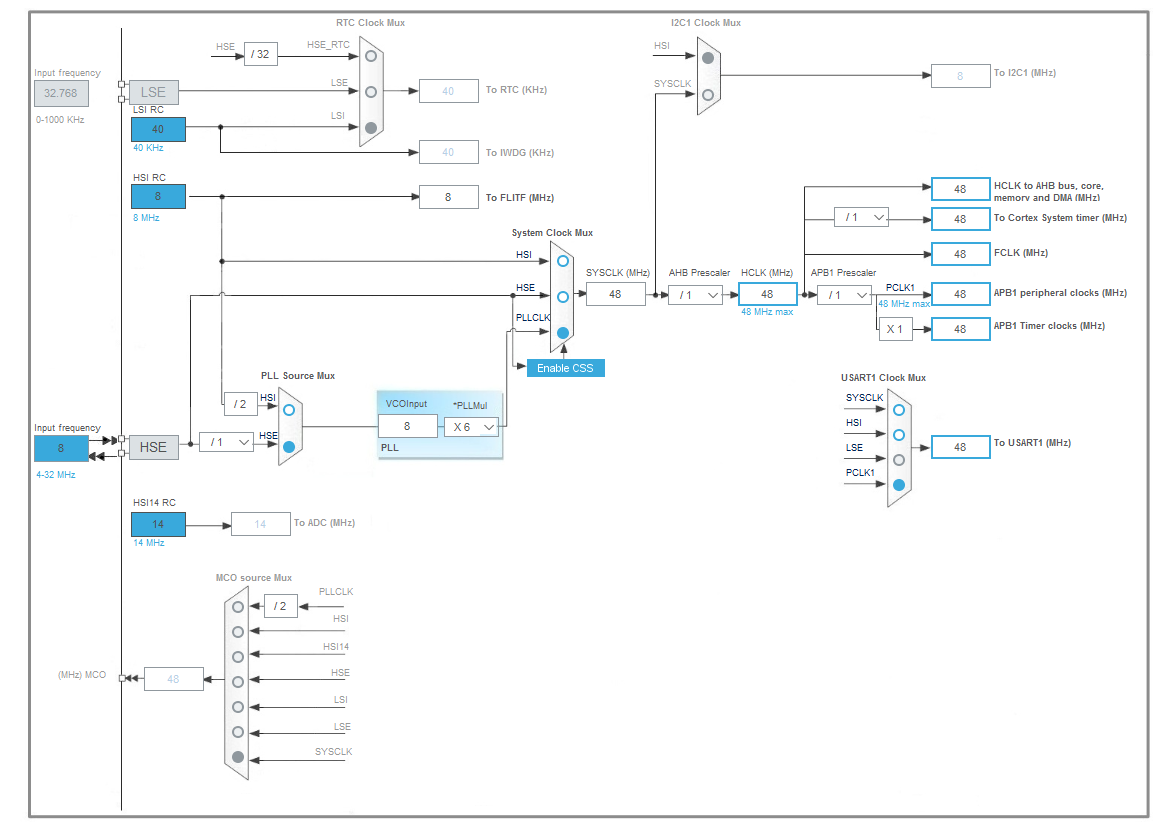 RTC Clock Mux
I2C1 Clock Mux
HSE
/ 32
HSE_RTC
HSI
Input frequency
32.768
0-1000 KHz
LSE
LSE
40
To RTC (KHz)
SYSCLK
8
To I2C1 (MHz)
LSI RC
40
40 KHz
LSI
40
To IWDG (KHz)
HSI RC
8
8 MHz
8
To FLITF (MHz)
48
HCLK to AHB bus, core,
memory and DMA (MHz)
/ 1
48
To Cortex System timer (MHz)
System Clock Mux
HSI
48
FCLK (MHz)
HSE
SYSCLK (MHz)
48
AHB Prescaler
/ 1
HCLK (MHz)
48
48 MHz max
APB1 Prescaler
/ 1
PCLK1
48 MHz max
48
APB1 peripheral clocks (MHz)
PLLCLK
X 1
48
APB1 Timer clocks (MHz)
Enable CSS
PLL Source Mux
USART1 Clock Mux
/ 2
HSI
VCOInput
8
*PLLMul
X 6
PLL
SYSCLK
HSI
LSE
PCLK1
48
To USART1 (MHz)
Input frequency
8
4-32 MHz
HSE
/ 1
HSE
HSI14 RC
14
14 MHz
14
To ADC (MHz)
MCO source Mux
/ 2
PLLCLK
HSI
HSI14
(MHz) MCO
48
HSE
LSI
LSE
SYSCLK